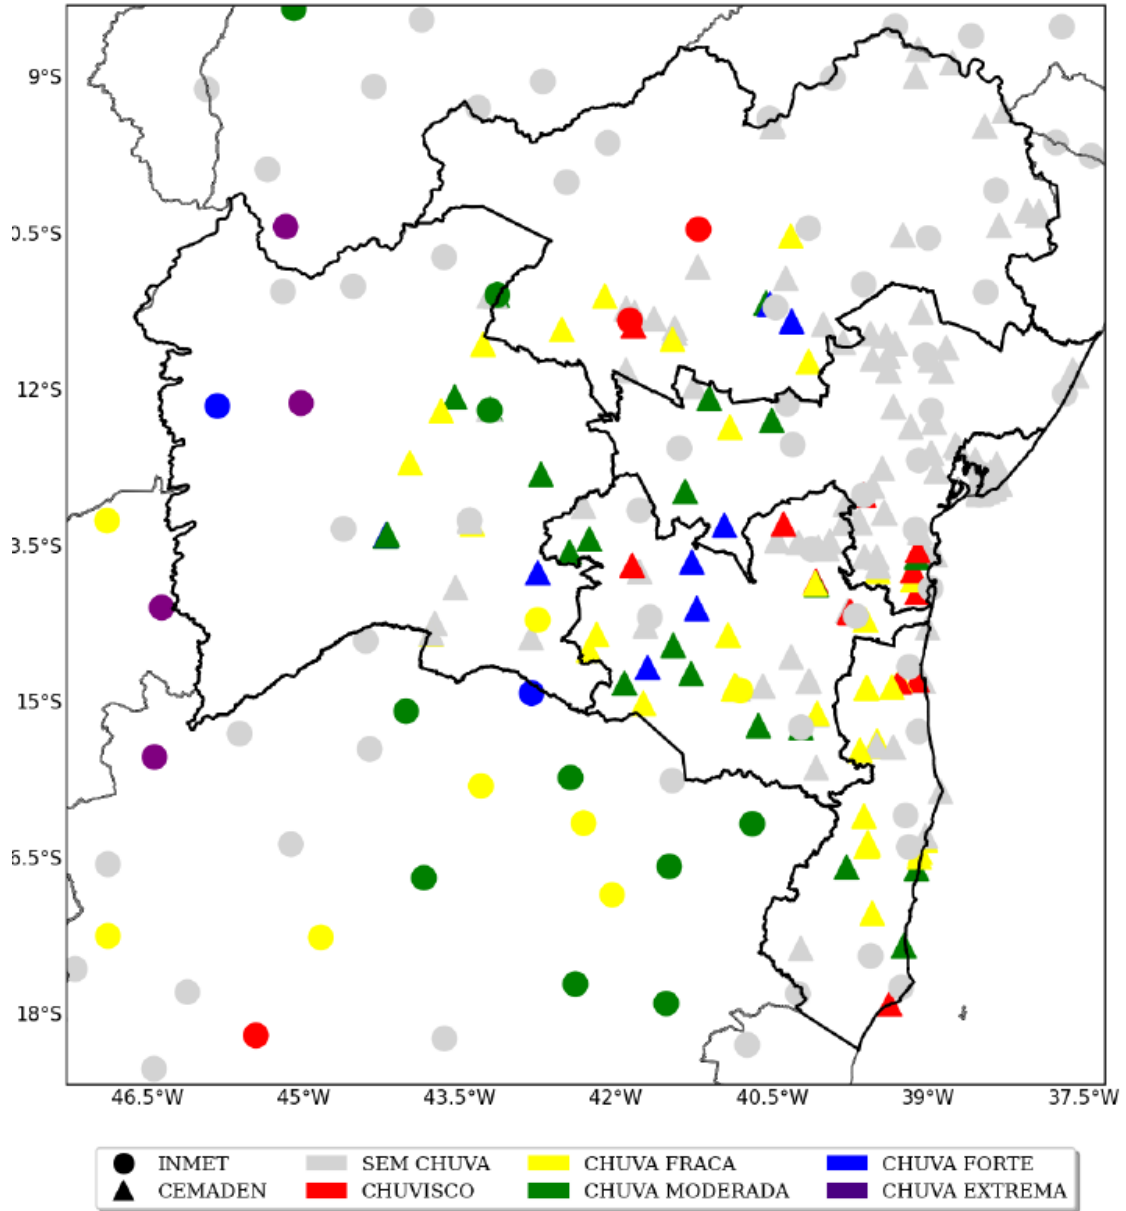 9°S
0.5°S
12°S
3.5°S
15°S
6.5°S
18°S
46.5°W 45°W 43.5°W 42°W 40.5°W 39°W 37.5°W
INMET SEM CHUVA CHUVA FRACA CHUVA FORTE
CEMADEN CHUVISCO CHUVA MODERADA CHUVA EXTREMA